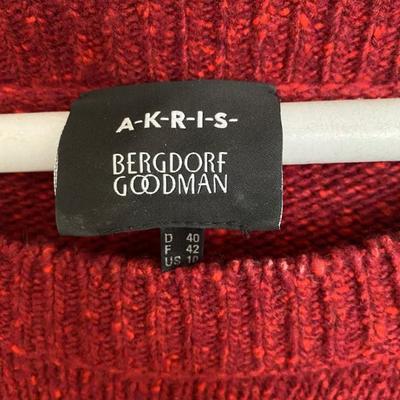 A-K-R-I-S-
BERGDORF
GOODMAN
D 40
F 42
US 10